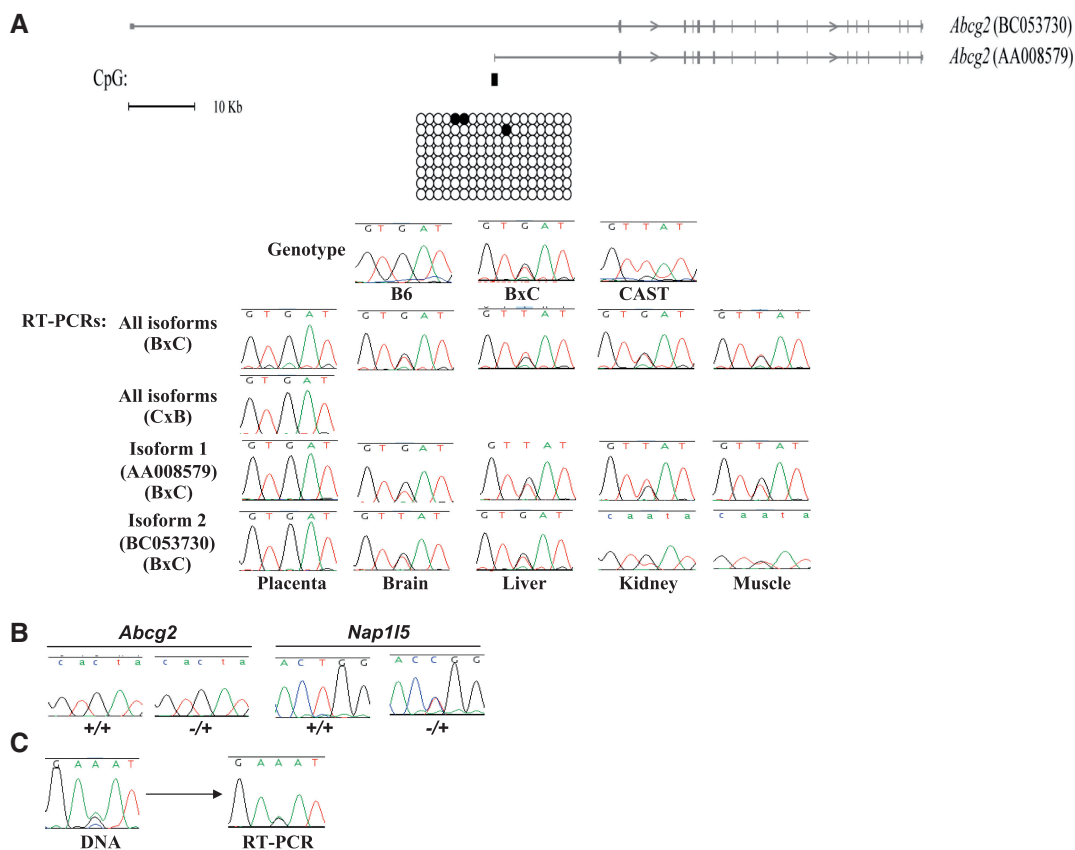 A
Abcg2 (BC053730)
Abcg2 (AA008579)
CpG:
10 Kb
Genotype
G T G A T
G T G A T
G T T A T
B6
BxC
CAST
RT-PCRs:
All isoforms
(BxC)
G T G A T
G T G A T
G T T A T
G T G A T
G T T A T
All isoforms
(CxB)
G T G A T
Isoform 1
(AA008579)
(BxC)
G T G A T
G T G A T
G T T A T
G T T A T
G T T A T
Isoform 2
(BC053730)
(BxC)
G T G A T
G T T A T
G T G A T
c a a t a
c a a t a
Placenta
Brain
Liver
Kidney
Muscle
B
Abcg2
Nap1l5
c a c t a
c a c t a
A C T G G
A C C G G
+/+
-/+
+/+
-/+
C
G A A A T
G A A A T
DNA
RT-PCR